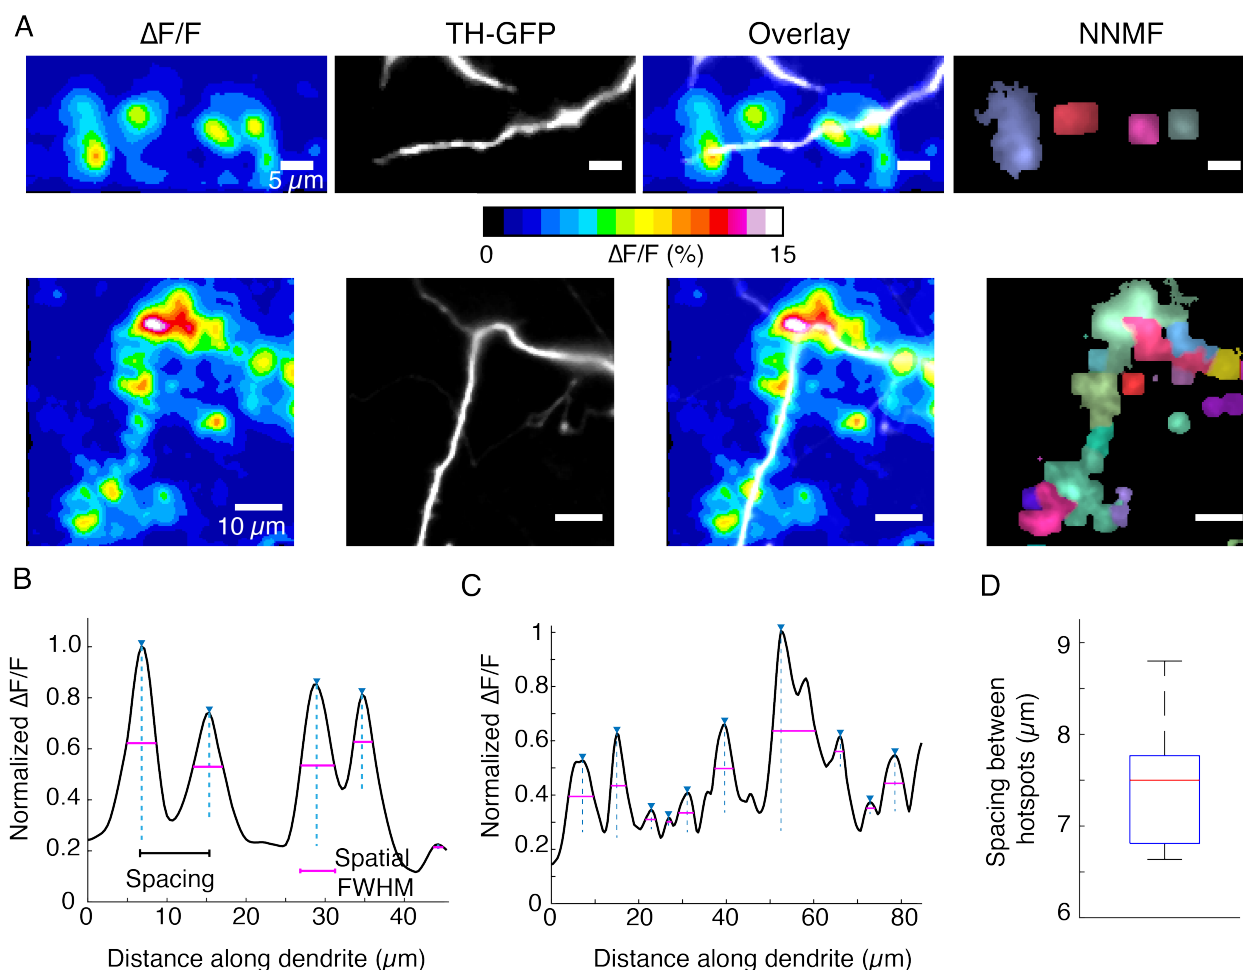 A
ΔF/F
TH-GFP
Overlay
NNMF
5 µm
0
ΔF/F (%)
15
10 µm
B
Normalized ΔF/F
1.0
0.8
0.6
0.4
0.2
0
Spacing
Spatial
FWHM
0
10
20
30
40
Distance along dendrite (µm)
C
Normalized ΔF/F
1
0.8
0.6
0.4
0.2
0
0
20
40
60
80
Distance along dendrite (µm)
D
Spacing between
hotspots (µm)
9
8
7
6